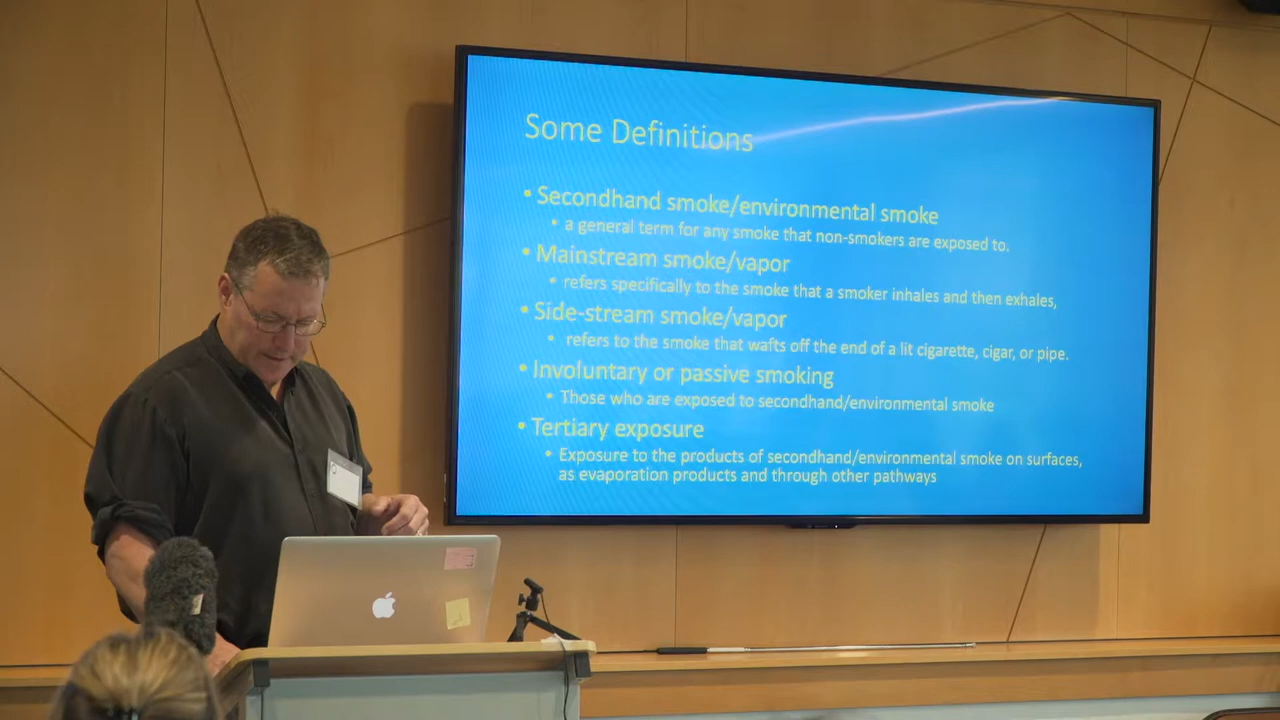 Some Definitions
• Secondhand smoke/environmental smoke
• a general term for any smoke that non-smokers are exposed to.
• Mainstream smoke/vapor
• refers specifically to the smoke that a smoker inhales and then exhales,
• Side-stream smoke/vapor
• refers to the smoke that wafts off the end of a lit cigarette, cigar, or pipe.
• Involuntary or passive smoking
• Those who are exposed to secondhand/environmental smoke
• Tertiary exposure
• Exposure to the products of secondhand/environmental smoke on surfaces,
as evaporation products and through other pathways